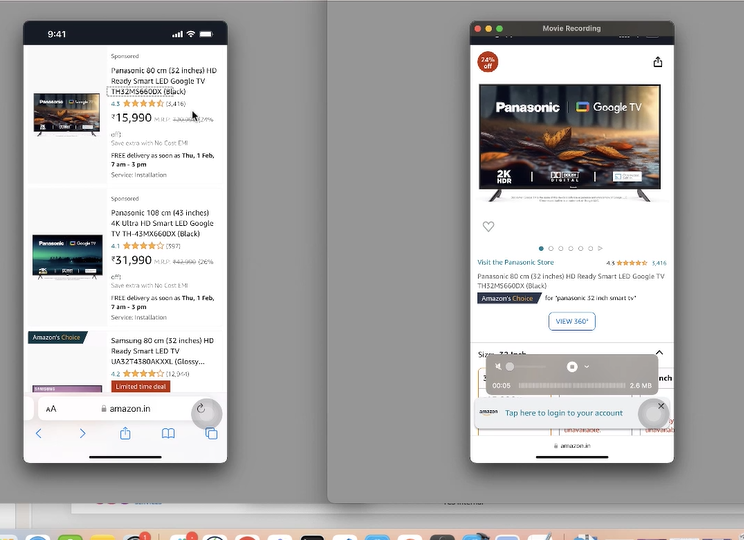 9:41
Sponsored
Panasonic 80 cm (32 inches) HD
Ready Smart LED Google TV
TH32MS660DX (Black)
4.3 (3,416)
₹15,990 M.R.P.
off)
Save extra with No Cost EMI
FREE delivery as soon as Thu, 1 Feb,
7 am - 3 pm
Service: Installation
Sponsored
Panasonic 108 cm (43 inches)
4K Ultra HD Smart LED Google
TV TH-43MX660DX (Black)
4.1 (597)
₹31,990 M.R.P. ₹42,990 (26%
off)
Save extra with No Cost EMI
FREE delivery as soon as Thu, 1 Feb,
7 am - 3 pm
Service: Installation
Amazon's Choice
Samsung 80 cm (32 inches) HD
Ready Smart LED TV
UA32T4380AKXXL (Glossy...
4.2 (12,944)
Limited time deal
SAMSUNG
AA amazon.in
Movie Recording
74%
off
Panasonic Google TV
2K
HDR
DOLBY
DIGITAL
Visit the Panasonic Store 4.3 3,416
Panasonic 80 cm (32 inches) HD Ready Smart LED Google TV
TH32MS660DX (Black)
Amazon's Choice for "panasonic 32 inch smart tv"
VIEW 360°
Size: 32 Inch
00:05 2.6 MB
amazon Tap here to login to your account
unavailable.
amazon.in